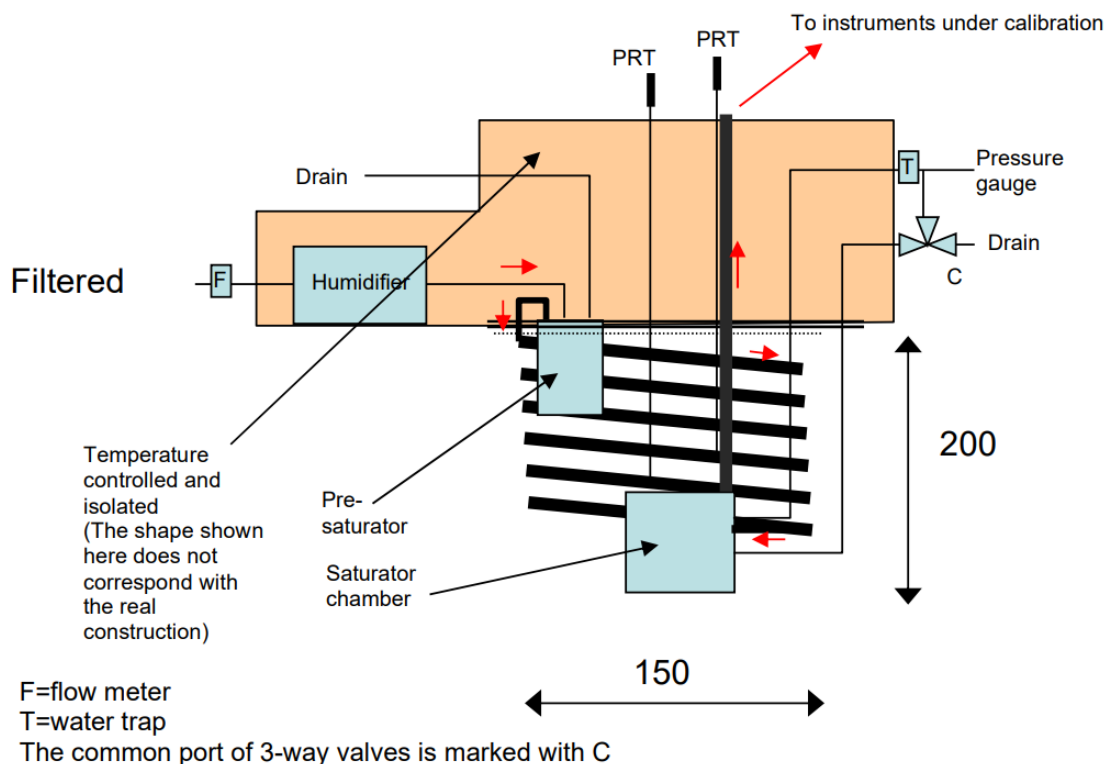 To instruments under calibration
PRT
PRT
Drain
T
Pressure
gauge
Filtered
F
Humidifier
Drain
C
Temperature
controlled and
isolated
(The shape shown
here does not
correspond with
the real
construction)
Pre-
saturator
Saturator
chamber
200
150
F=flow meter
T=water trap
The common port of 3-way valves is marked with C